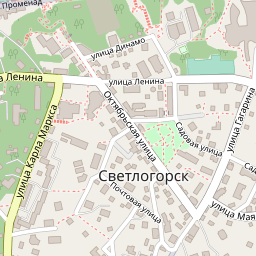 Променад
улица Динамо
а Ленина
улица Ленина
Октябрьская улица
улица Карла Маркса
улица Гагарина
Садовая улица
Светлогорск
Почтовая улица
улица Мая